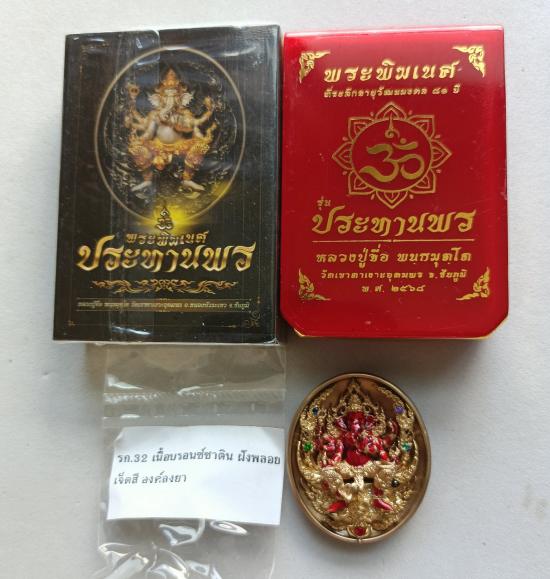 พระพิฆเนศ
ประทานพร
พระพิฆเนศ
ที่ระลึกอายุวัฒนมงคล ๘๑ ปี
รุ่น
ประทานพร
หลวงปู่ชื่อ พนฺธมุตฺโต
วัดเขาตาเงาะอุดมพร จ.ชัยภูมิ
พ.ศ. ๒๕๖๘
รก.32 เนื้อบรอนซ์ซาติน ฝังพลอย
เจ็ดสี องค์ลงยา